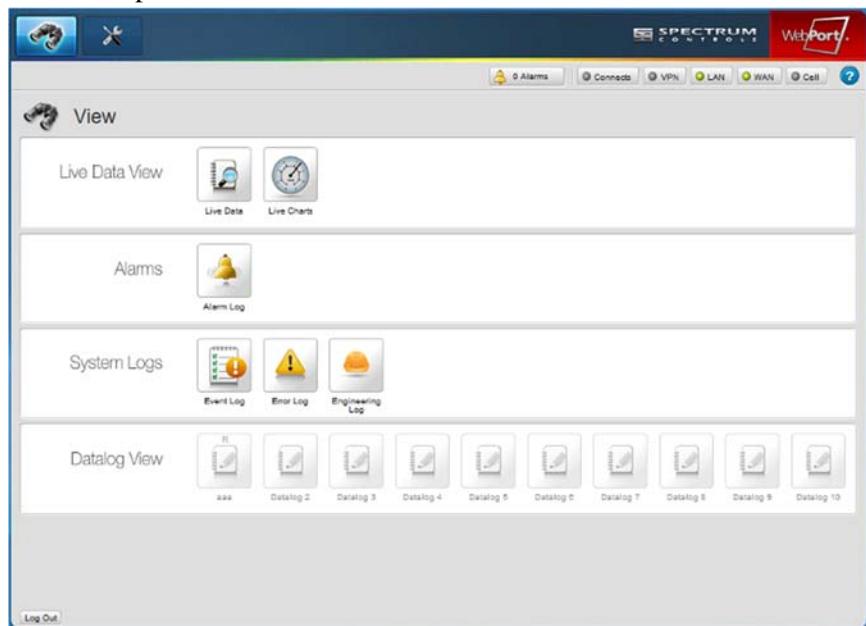 SPECTRUM
CONTROLS
WebPort
0 Alarms
Connects
VPN
LAN
WAN
Cell
?
View
Live Data View
Live Data
Live Charts
Alarms
Alarm Log
System Logs
Event Log
Error Log
Engineering
Log
Datalog View
R
aaa
Datalog 2
Datalog 3
Datalog 4
Datalog 5
Datalog 6
Datalog 7
Datalog 8
Datalog 9
Datalog 10
Log Out